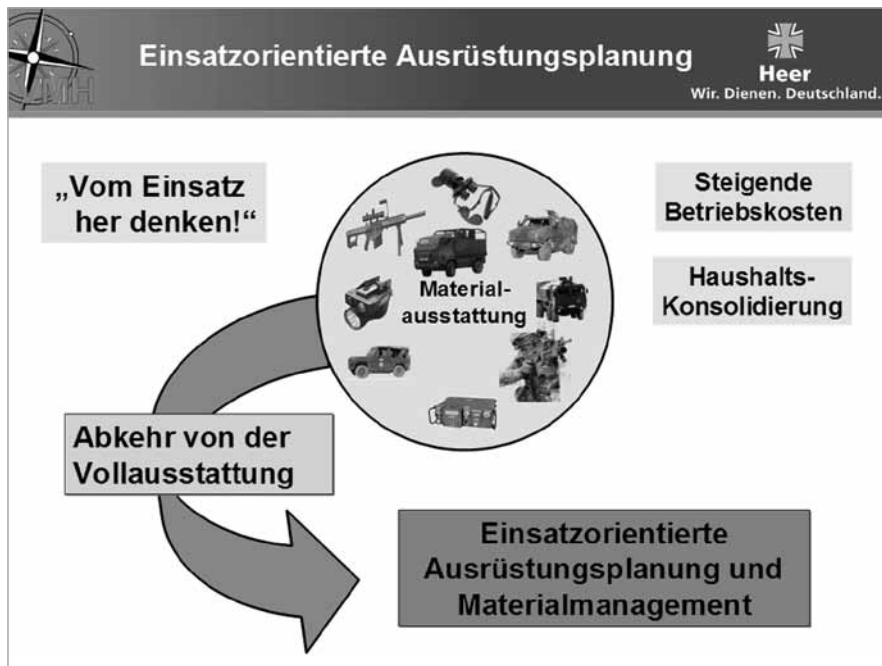 Einsatzorientierte Ausrüstungsplanung
MH
Heer
Wir. Dienen. Deutschland.
„Vom Einsatz
her denken!“
Steigende
Betriebskosten
Haushalts-
Konsolidierung
Material-
ausstattung
Abkehr von der
Vollausstattung
Einsatzorientierte
Ausrüstungsplanung und
Materialmanagement